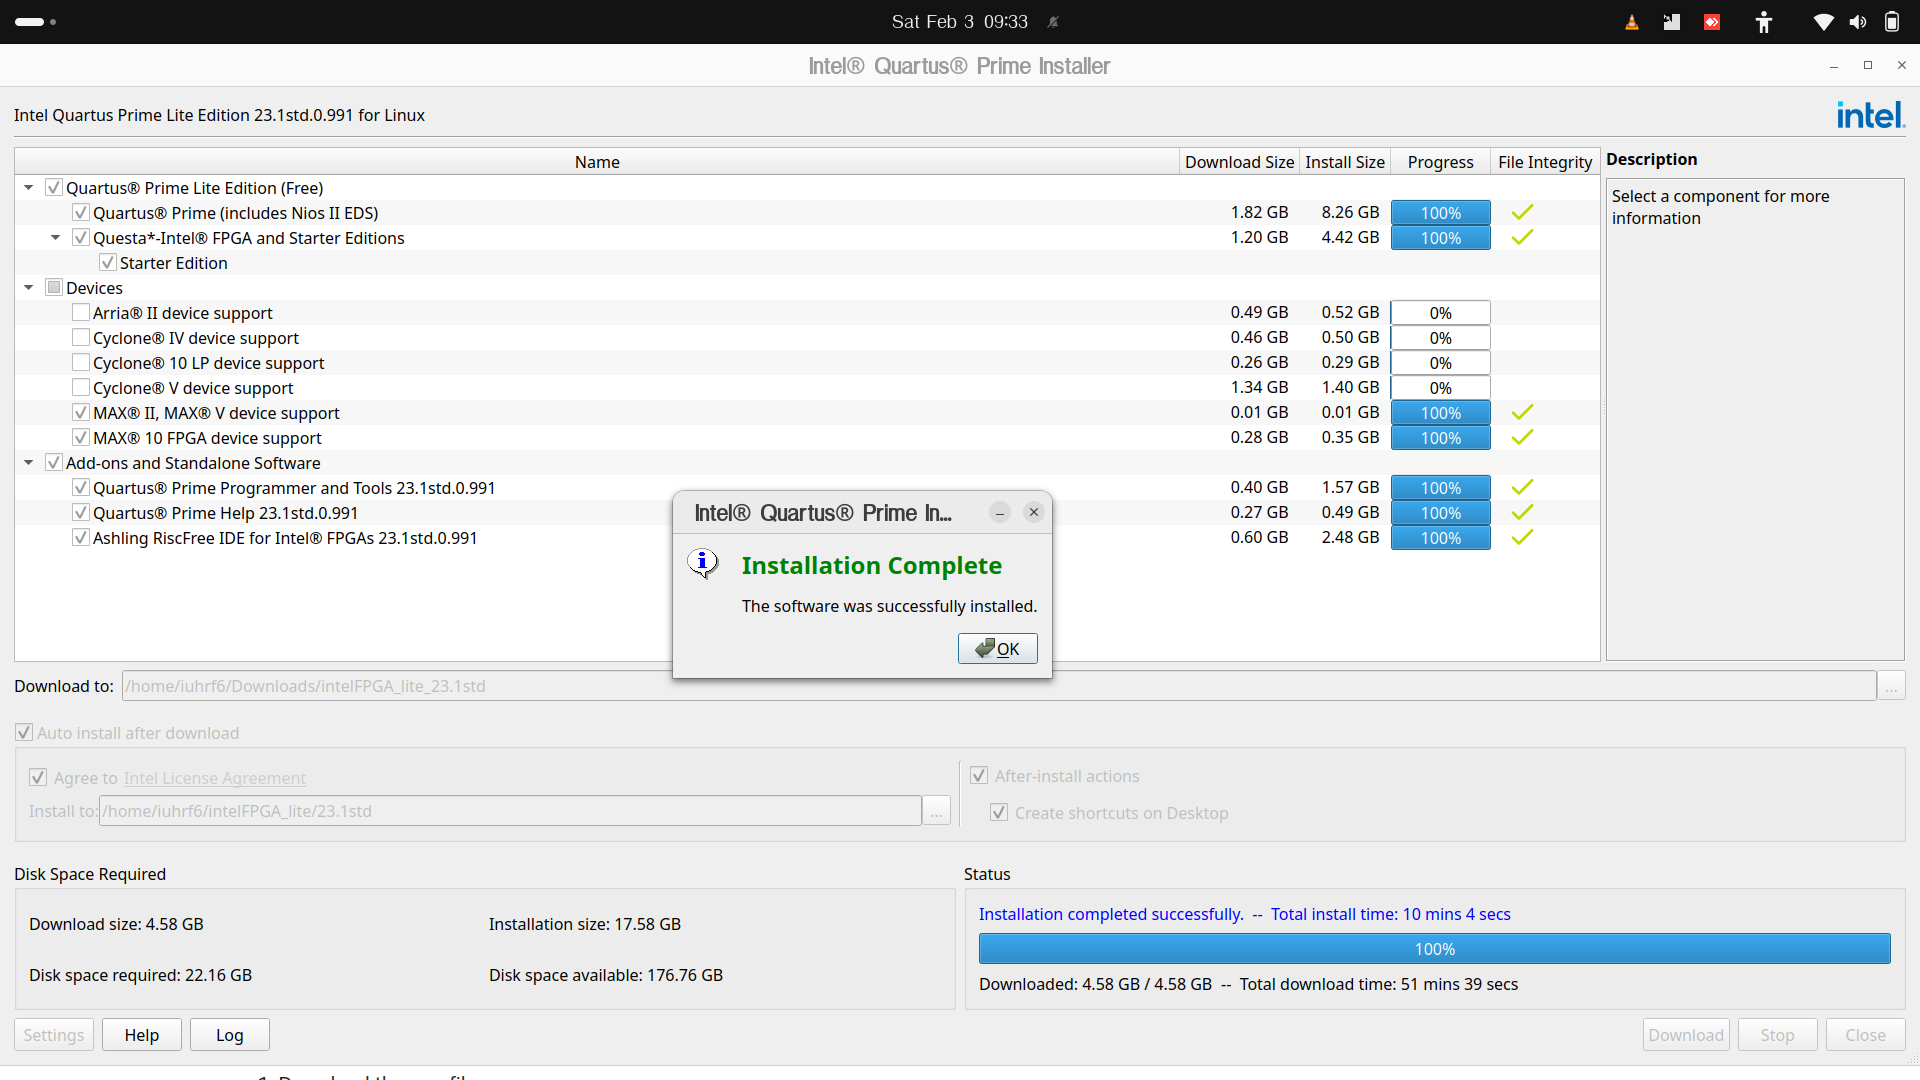 Sat Feb 3 09:33
Intel® Quartus® Prime Installer
Intel Quartus Prime Lite Edition 23.1std.0.991 for Linux
intel.
Name Download Size Install Size Progress File Integrity
Description
Select a component for more
information
Quartus® Prime Lite Edition (Free)
Quartus® Prime (includes Nios II EDS) 1.82 GB 8.26 GB 100%
Questa*-Intel® FPGA and Starter Editions 1.20 GB 4.42 GB 100%
Starter Edition
Devices
Arria® II device support 0.49 GB 0.52 GB 0%
Cyclone® IV device support 0.46 GB 0.50 GB 0%
Cyclone® 10 LP device support 0.26 GB 0.29 GB 0%
Cyclone® V device support 1.34 GB 1.40 GB 0%
MAX® II, MAX® V device support 0.01 GB 0.01 GB 100%
MAX® 10 FPGA device support 0.28 GB 0.35 GB 100%
Add-ons and Standalone Software
Quartus® Prime Programmer and Tools 23.1std.0.991 0.40 GB 1.57 GB 100%
Quartus® Prime Help 23.1std.0.991 0.27 GB 0.49 GB 100%
Ashling RiscFree IDE for Intel® FPGAs 23.1std.0.991 0.60 GB 2.48 GB 100%
Intel® Quartus® Prime In...
Installation Complete
The software was successfully installed.
OK
Download to: /home/iuhrf6/Downloads/intelFPGA_lite_23.1std ...
Auto install after download
Agree to Intel License Agreement
Install to: /home/iuhrf6/intelFPGA_lite/23.1std ...
After-install actions
Create shortcuts on Desktop
Disk Space Required
Download size: 4.58 GB Installation size: 17.58 GB
Disk space required: 22.16 GB Disk space available: 176.76 GB
Status
Installation completed successfully. -- Total install time: 10 mins 4 secs
100%
Downloaded: 4.58 GB / 4.58 GB -- Total download time: 51 mins 39 secs
Settings Help Log Download Stop Close